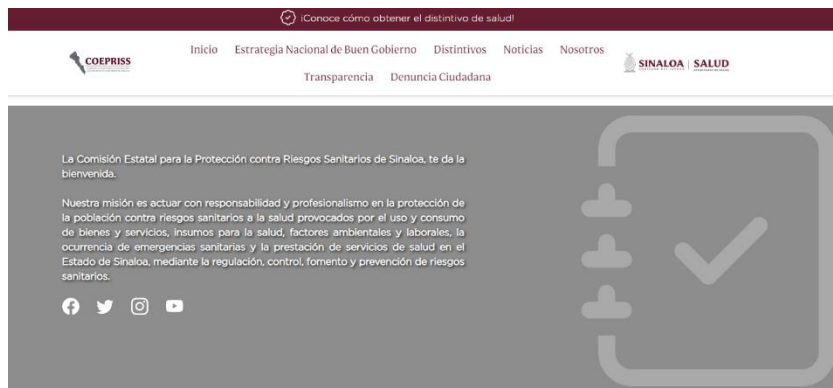 ¡Conoce cómo obtener el distintivo de salud!
COEPRISS
Inicio Estrategia Nacional de Buen Gobierno Distintivos Noticias Nosotros
Transparencia Denuncia Ciudadana
SINALOA | SALUD
La Comisión Estatal para la Protección contra Riesgos Sanitarios de Sinaloa, te da la
bienvenida.
Nuestra misión es actuar con responsabilidad y profesionalismo en la protección de
la población contra riesgos sanitarios a la salud provocados por el uso y consumo
de bienes y servicios, insumos para la salud, factores ambientales y laborales, la
ocurrencia de emergencias sanitarias y la prestación de servicios de salud en el
Estado de Sinaloa, mediante la regulación, control, fomento y prevención de riesgos
sanitarios.